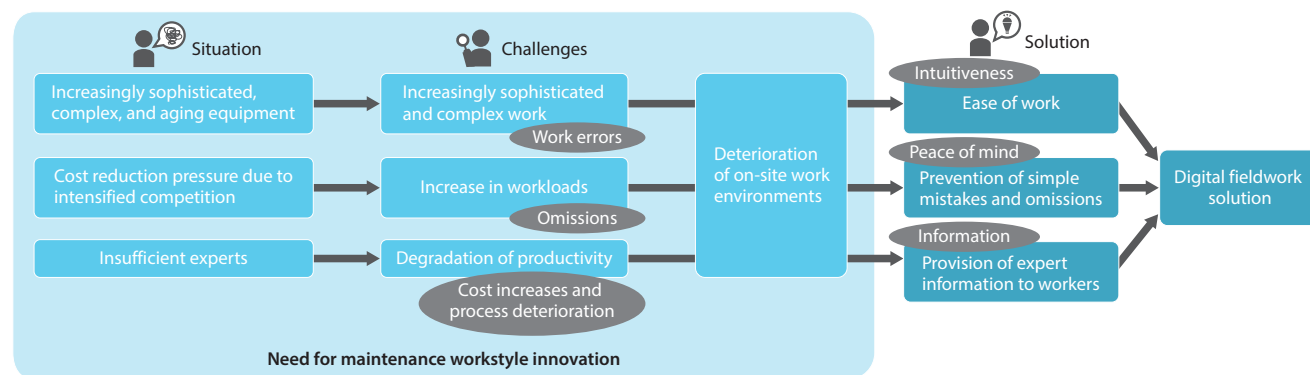 Situation
Challenges
Solution
Increasingly sophisticated,
complex, and aging equipment
Increasingly sophisticated
and complex work
Work errors
Intuitiveness
Ease of work
Cost reduction pressure due to
intensified competition
Increase in workloads
Omissions
Deterioration
of on-site work
environments
Peace of mind
Prevention of simple
mistakes and omissions
Digital fieldwork
solution
Insufficient experts
Degradation of productivity
Cost increases and
process deterioration
Information
Provision of expert
information to workers
Need for maintenance workstyle innovation